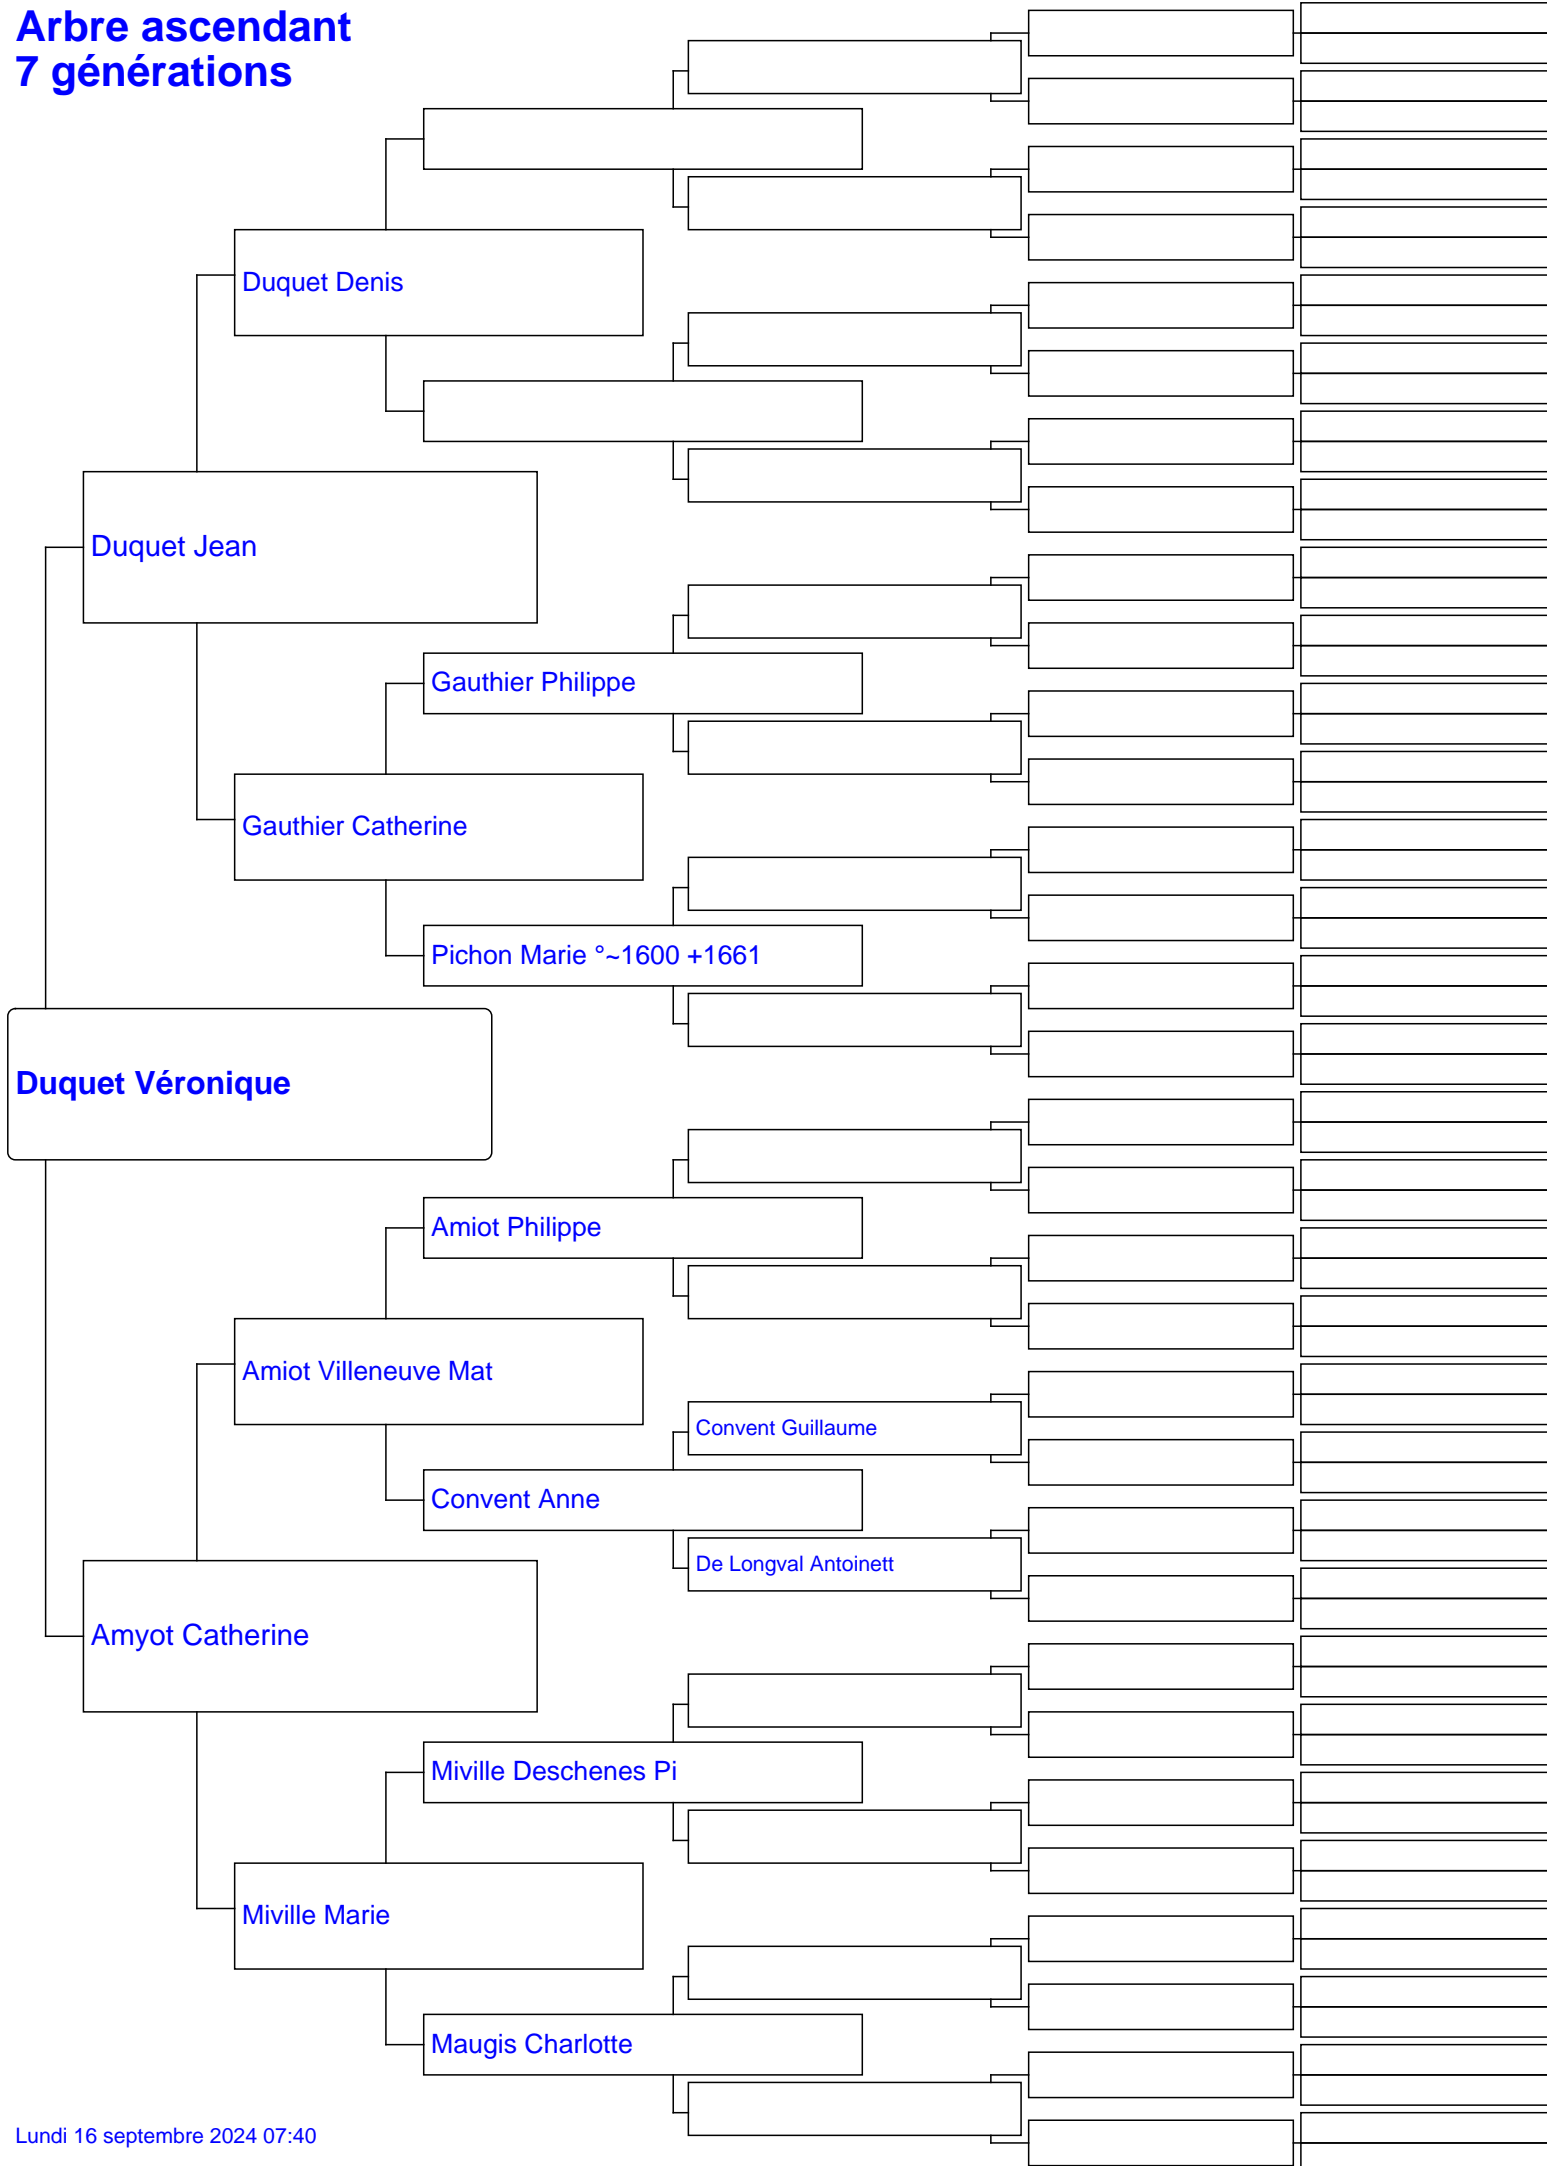 Arbre ascendant
7 générations
Duquet Denis
Duquet Jean
Gauthier Philippe
Gauthier Catherine
Pichon Marie °~1600 +1661
Duquet Véronique
Amiot Philippe
Amiot Villeneuve Mat
Convent Guillaume
Convent Anne
De Longval Antoinett
Amyot Catherine
Miville Deschenes Pi
Miville Marie
Maugis Charlotte
Lundi 16 septembre 2024 07:40